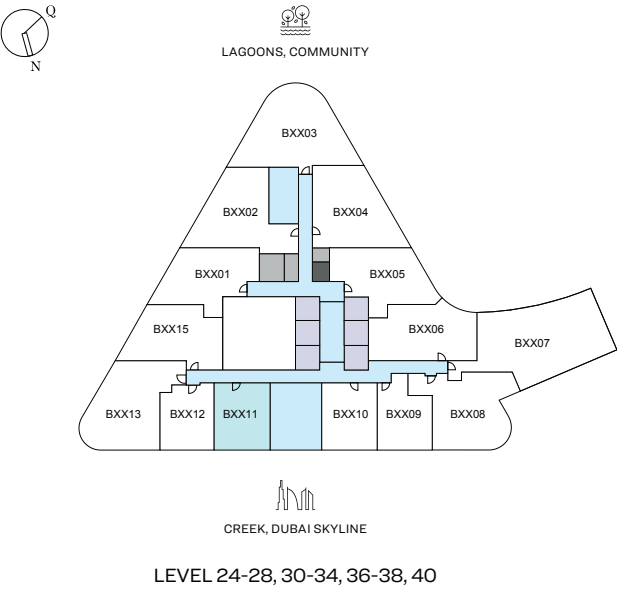 Q
N
LAGOONS, COMMUNITY
BXX03
BXX02 BXX04
BXX01 BXX05
BXX15 BXX06
BXX07
BXX13 BXX12 BXX11 BXX10 BXX09 BXX08
CREEK, DUBAI SKYLINE
LEVEL 24-28, 30-34, 36-38, 40